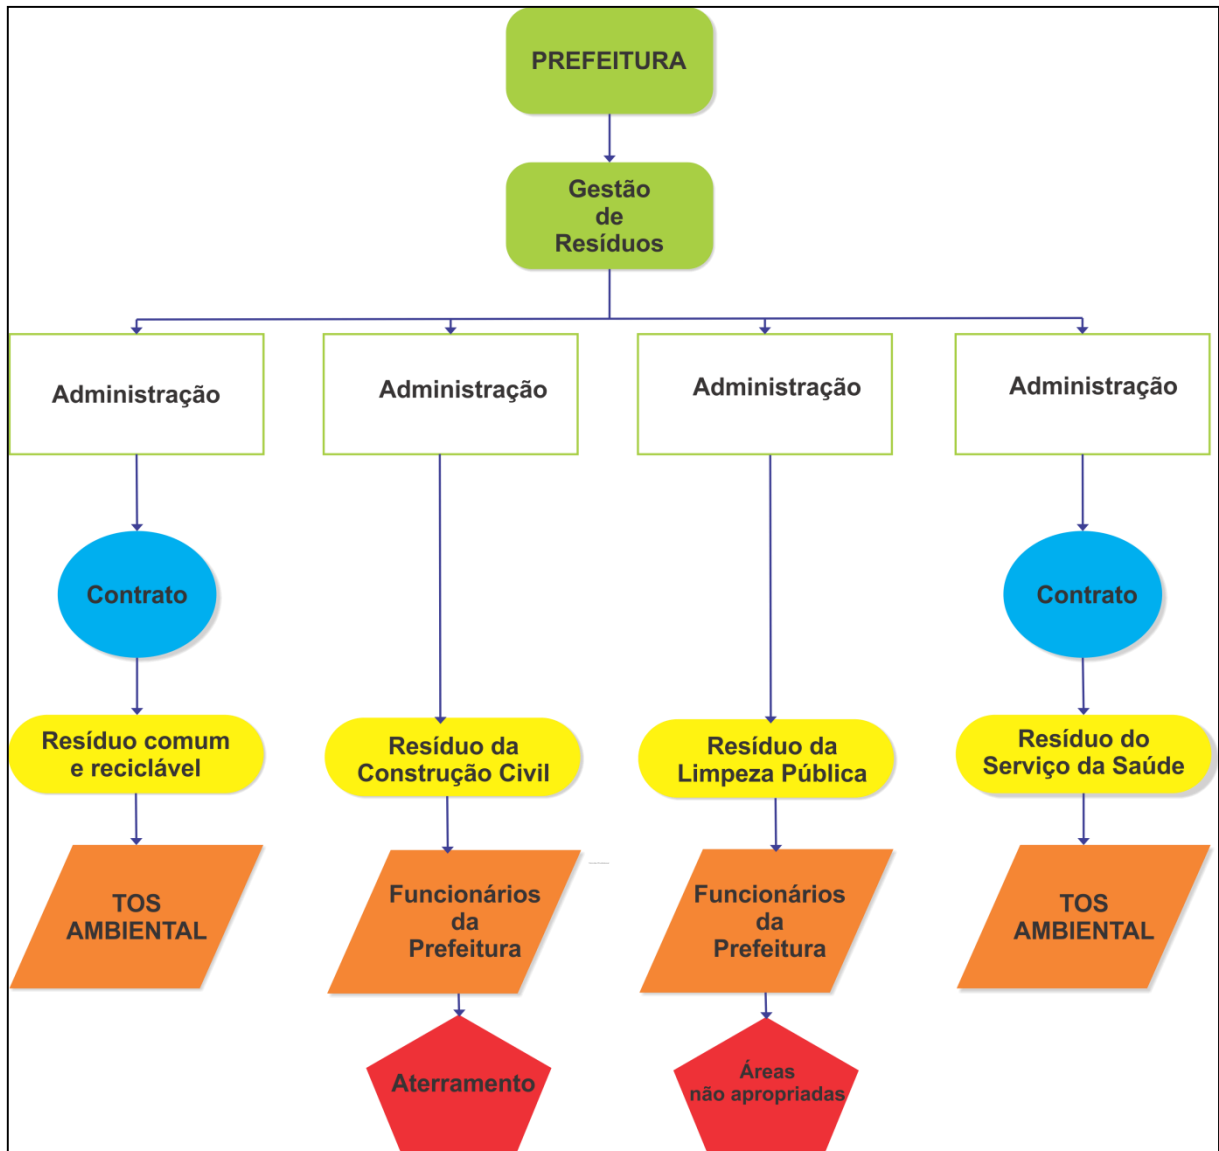 PREFEITURA
Gestão
de
Resíduos
Administração
Administração
Administração
Administração
Contrato
Contrato
Resíduo comum
e reciclável
Resíduo da
Construção Civil
Resíduo da
Limpeza Pública
Resíduo do
Serviço da Saúde
TOS
AMBIENTAL
Funcionários
da
Prefeitura
Funcionários
da
Prefeitura
TOS
AMBIENTAL
Aterramento
Áreas
não apropriadas